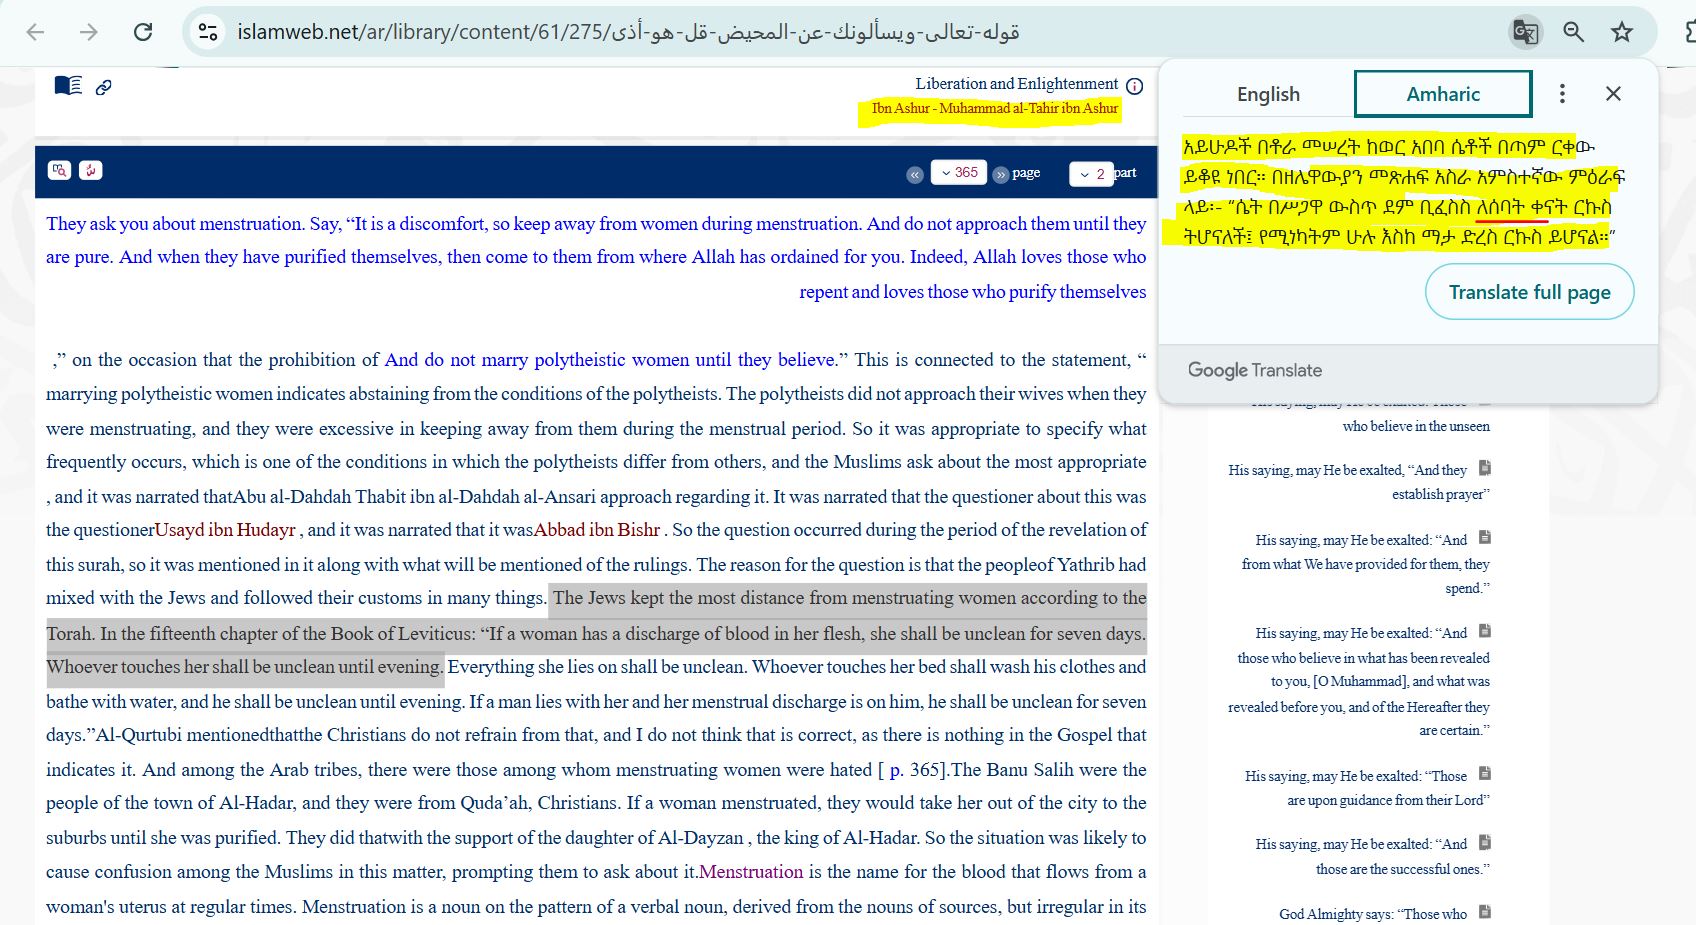 islamweb.net/ar/library/content/61/275/قوله-تعالى-ويسألونك-عن-المحيض-قل-هو-أذى
Liberation and Enlightenment
Ibn Ashur - Muhammad al-Tahir ibn Ashur
365 page 2 part
They ask you about menstruation. Say, “It is a discomfort, so keep away from women during menstruation. And do not approach them until they
are pure. And when they have purified themselves, then come to them from where Allah has ordained for you. Indeed, Allah loves those who
repent and loves those who purify themselves
,” on the occasion that the prohibition of And do not marry polytheistic women until they believe.” This is connected to the statement, “
marrying polytheistic women indicates abstaining from the conditions of the polytheists. The polytheists did not approach their wives when they
were menstruating, and they were excessive in keeping away from them during the menstrual period. So it was appropriate to specify what
frequently occurs, which is one of the conditions in which the polytheists differ from others, and the Muslims ask about the most appropriate
, and it was narrated thatAbu al-Dahdah Thabit ibn al-Dahdah al-Ansari approach regarding it. It was narrated that the questioner about this was
the questionerUsayd ibn Hudayr , and it was narrated that it wasAbbad ibn Bishr . So the question occurred during the period of the revelation of
this surah, so it was mentioned in it along with what will be mentioned of the rulings. The reason for the question is that the peopleof Yathrib had
mixed with the Jews and followed their customs in many things. The Jews kept the most distance from menstruating women according to the
Torah. In the fifteenth chapter of the Book of Leviticus: “If a woman has a discharge of blood in her flesh, she shall be unclean for seven days.
Whoever touches her shall be unclean until evening. Everything she lies on shall be unclean. Whoever touches her bed shall wash his clothes and
bathe with water, and he shall be unclean until evening. If a man lies with her and her menstrual discharge is on him, he shall be unclean for seven
days.”Al-Qurtubi mentionedthatthe Christians do not refrain from that, and I do not think that is correct, as there is nothing in the Gospel that
indicates it. And among the Arab tribes, there were those among whom menstruating women were hated [ p. 365].The Banu Salih were the
people of the town of Al-Hadar, and they were from Quda’ah, Christians. If a woman menstruated, they would take her out of the city to the
suburbs until she was purified. They did thatwith the support of the daughter of Al-Dayzan , the king of Al-Hadar. So the situation was likely to
cause confusion among the Muslims in this matter, prompting them to ask about it.Menstruation is the name for the blood that flows from a
woman's uterus at regular times. Menstruation is a noun on the pattern of a verbal noun, derived from the nouns of sources, but irregular in its
English Amharic
አይሁዶች በቶራ መሠረት ከወር አበባ ሴቶች በጣም ርቀው
ይቆዩ ነበር። በዘሌዋውያን መጽሐፍ አስራ አምስተኛው ምዕራፍ
ላይ፡- “ሴት በሥጋዋ ውስጥ ደም ቢፈስስ ለሰባት ቀናት ርኩስ
ትሆናለች፤ የሚነካትም ሁሉ እስከ ማታ ድረስ ርኩስ ይሆናል።”
Translate full page
Google Translate
who believe in the unseen
His saying, may He be exalted, “And they
establish prayer”
His saying, may He be exalted: “And
from what We have provided for them, they
spend.”
His saying, may He be exalted: “And
those who believe in what has been revealed
to you, [O Muhammad], and what was
revealed before you, and of the Hereafter they
are certain.”
His saying, may He be exalted: “Those
are upon guidance from their Lord”
His saying, may He be exalted: “And
those are the successful ones.”
God Almighty says: “Those who